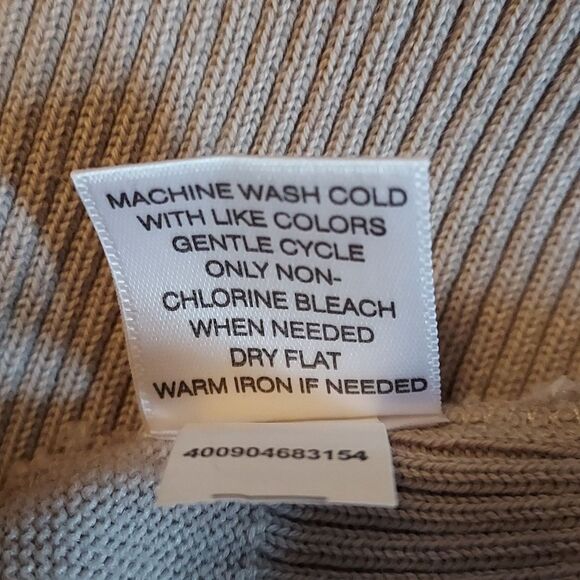 MACHINE WASH COLD
WITH LIKE COLORS
GENTLE CYCLE
ONLY NON-
CHLORINE BLEACH
WHEN NEEDED
DRY FLAT
WARM IRON IF NEEDED
400904683154